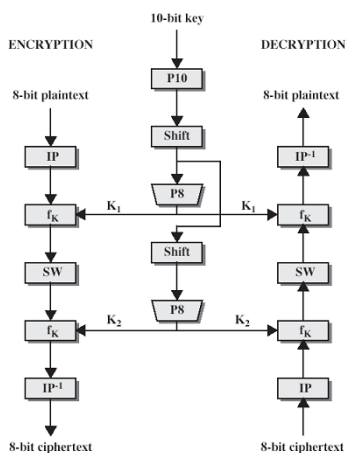 10-bit key
ENCRYPTION
DECRYPTION
P10
8-bit plaintext
8-bit plaintext
Shift
IP
IP⁻¹
P8
K₁
K₁
fK
fK
Shift
SW
SW
P8
K₂
K₂
fK
fK
IP⁻¹
IP
8-bit ciphertext
8-bit ciphertext